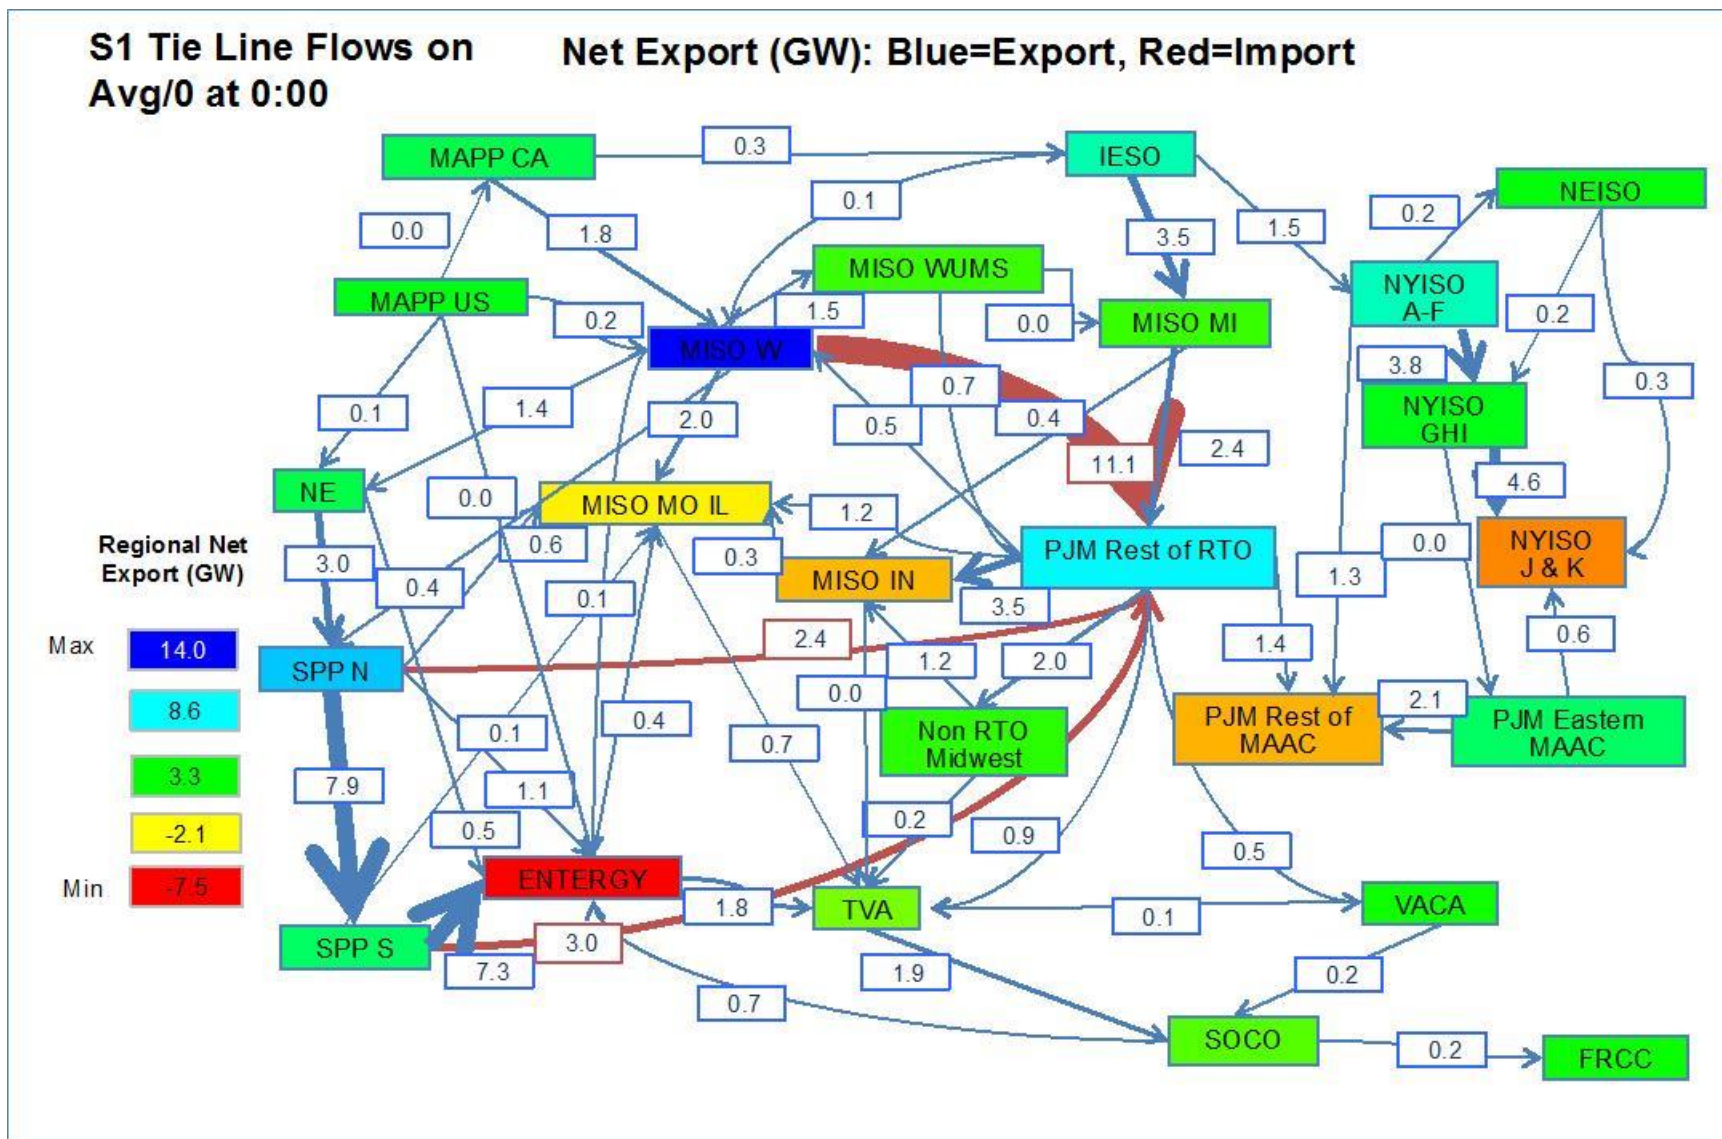 S1 Tie Line Flows on
Avg/0 at 0:00
Net Export (GW): Blue=Export, Red=Import
MAPP CA
0.3
IESO
NEISO
0.1
0.2
0.0
1.8
3.5
1.5
MISO WUMS
NYISO
A-F
MAPP US
0.2
1.5
0.0
MISO MI
0.2
MISO W
3.8
0.7
0.3
0.1
1.4
2.0
0.5
0.4
NYISO
GHI
2.4
11.1
4.6
NE
0.0
MISO MO IL
1.2
0.6
0.3
PJM Rest of RTO
0.0
NYISO
J & K
Regional Net
Export (GW)
3.0
0.4
0.1
MISO IN
3.5
1.3
2.4
0.6
Max
14.0
SPP N
1.2
2.0
1.4
0.0
8.6
0.1
0.4
0.7
Non RTO
Midwest
PJM Rest of
MAAC
2.1
PJM Eastern
MAAC
3.3
7.9
1.1
0.5
0.2
0.9
0.5
-2.1
Min
-7.5
ENTERGY
1.8
TVA
0.1
VACA
SPP S
3.0
7.3
1.9
0.2
0.7
SOCO
0.2
FRCC